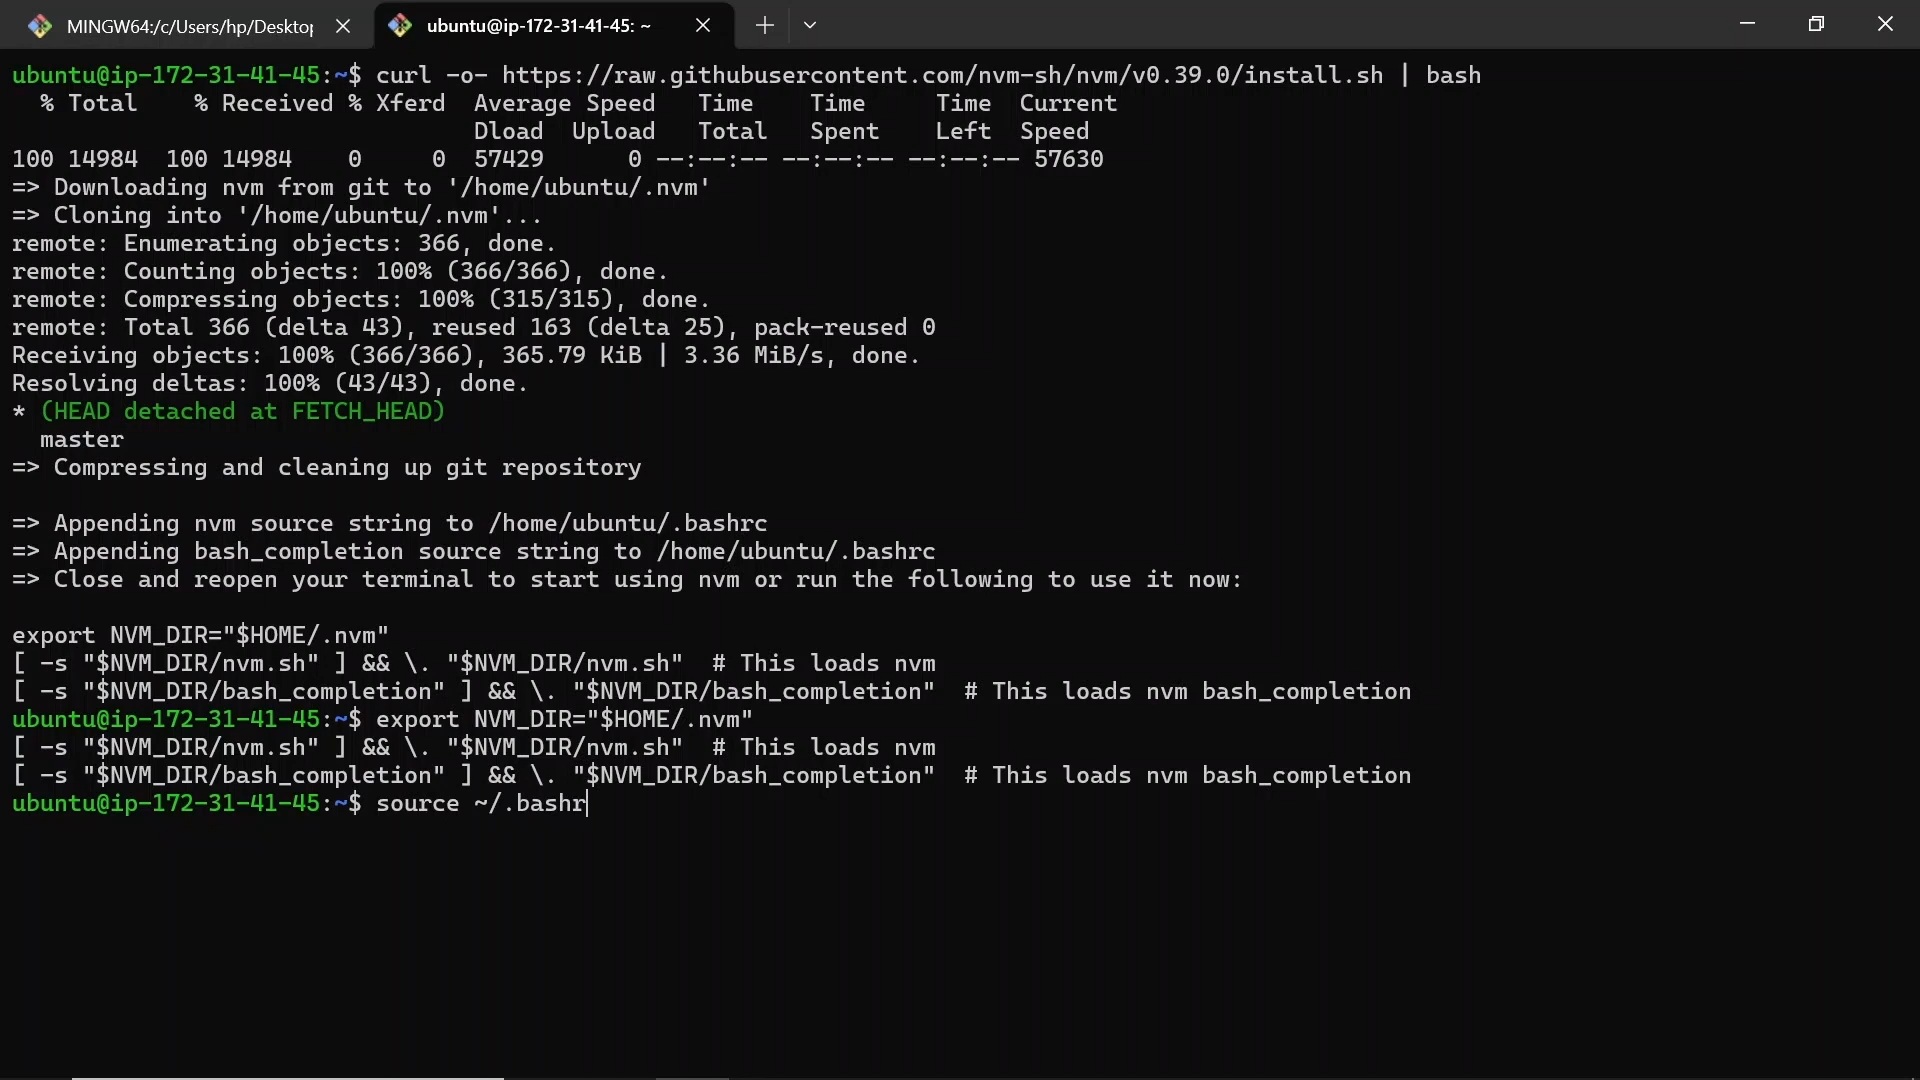 MINGW64:/c/Users/hp/Desktop
ubuntu@ip-172-31-41-45: ~
ubuntu@ip-172-31-41-45:~$ curl -o- https://raw.githubusercontent.com/nvm-sh/nvm/v0.39.0/install.sh | bash
  % Total    % Received % Xferd  Average Speed   Time    Time     Time  Current
                                 Dload  Upload   Total   Spent    Left  Speed
100 14984  100 14984    0     0  57429      0 --:--:-- --:--:-- --:--:-- 57630
=> Downloading nvm from git to '/home/ubuntu/.nvm'
=> Cloning into '/home/ubuntu/.nvm'...
remote: Enumerating objects: 366, done.
remote: Counting objects: 100% (366/366), done.
remote: Compressing objects: 100% (315/315), done.
remote: Total 366 (delta 43), reused 163 (delta 25), pack-reused 0
Receiving objects: 100% (366/366), 365.79 KiB | 3.36 MiB/s, done.
Resolving deltas: 100% (43/43), done.
* (HEAD detached at FETCH_HEAD)
  master
=> Compressing and cleaning up git repository
=> Appending nvm source string to /home/ubuntu/.bashrc
=> Appending bash_completion source string to /home/ubuntu/.bashrc
=> Close and reopen your terminal to start using nvm or run the following to use it now:
export NVM_DIR="$HOME/.nvm"
[ -s "$NVM_DIR/nvm.sh" ] && \. "$NVM_DIR/nvm.sh"  # This loads nvm
[ -s "$NVM_DIR/bash_completion" ] && \. "$NVM_DIR/bash_completion"  # This loads nvm bash_completion
ubuntu@ip-172-31-41-45:~$ export NVM_DIR="$HOME/.nvm"
[ -s "$NVM_DIR/nvm.sh" ] && \. "$NVM_DIR/nvm.sh"  # This loads nvm
[ -s "$NVM_DIR/bash_completion" ] && \. "$NVM_DIR/bash_completion"  # This loads nvm bash_completion
ubuntu@ip-172-31-41-45:~$ source ~/.bashr